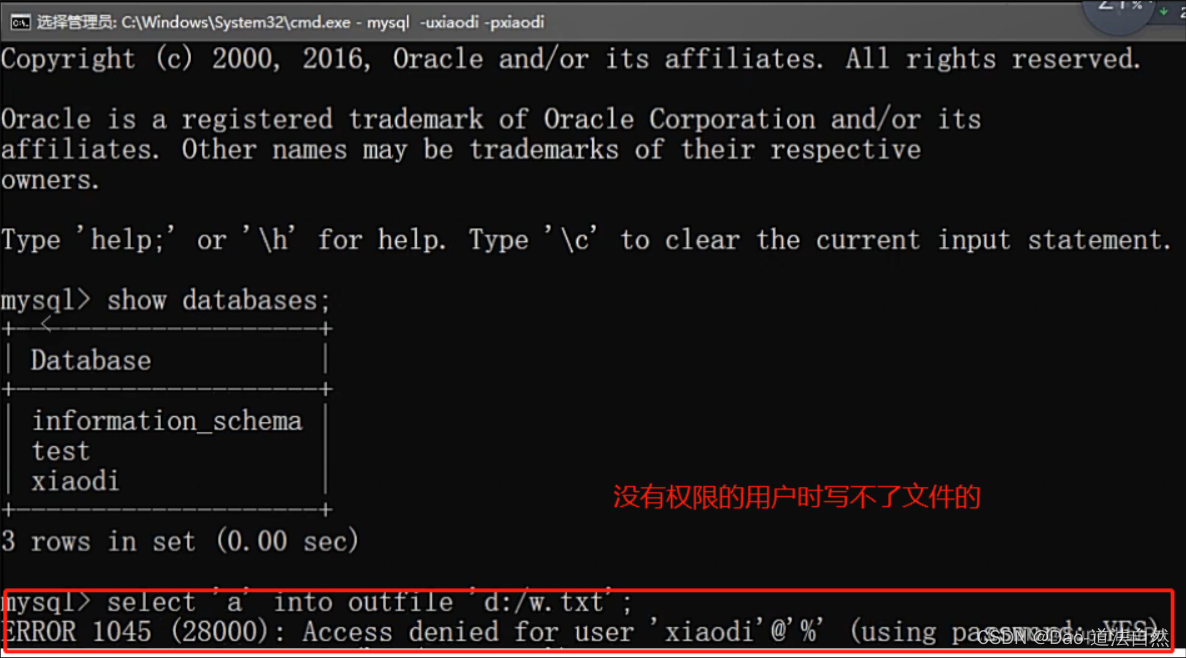 选择管理员: C:\Windows\System32\cmd.exe - mysql -uxiaodi -pxiaodi
Copyright (c) 2000, 2016, Oracle and/or its affiliates. All rights reserved.
Oracle is a registered trademark of Oracle Corporation and/or its
affiliates. Other names may be trademarks of their respective
owners.
Type 'help;' or '\h' for help. Type '\c' to clear the current input statement.
mysql> show databases;
+--------------------+
| Database |
+--------------------+
| information_schema |
| test |
| xiaodi |
+--------------------+
没有权限的用户时写不了文件的
3 rows in set (0.00 sec)
mysql> select 'a' into outfile 'd:/w.txt';
ERROR 1045 (28000): Access denied for user 'xiaodi'@'%' (using password: YES)
CSDN @Dao-道法自然